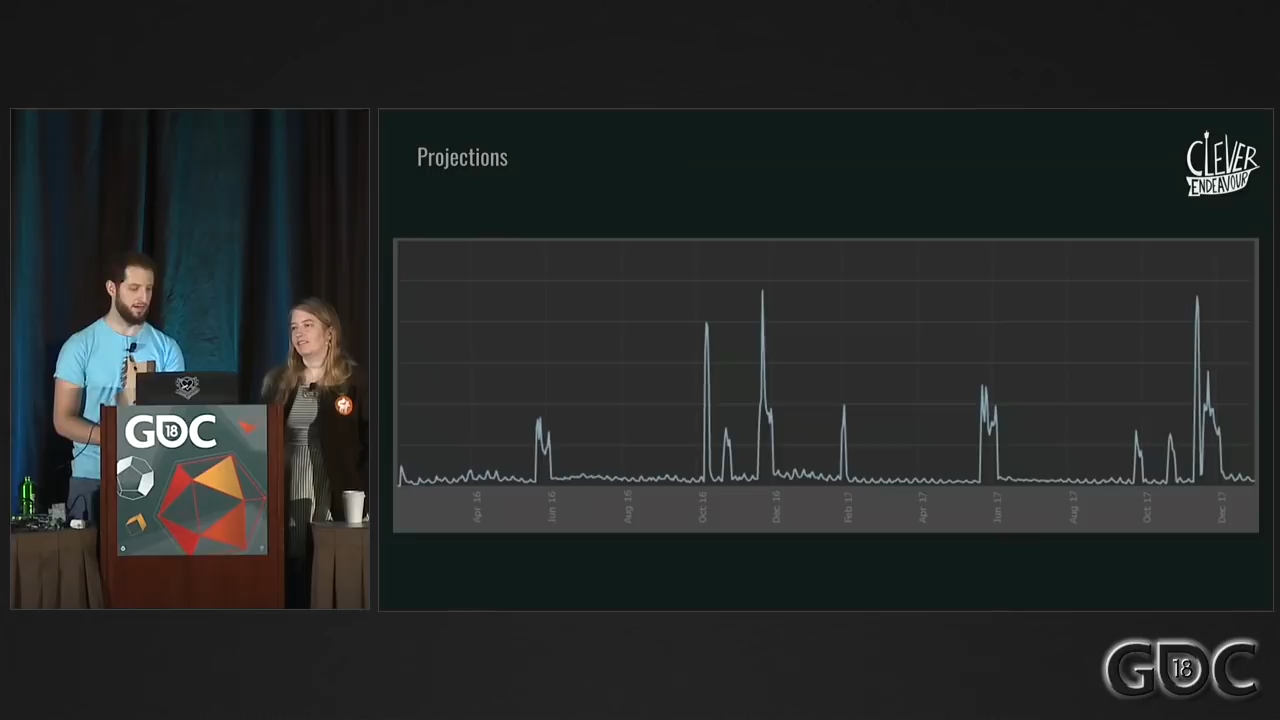 Projections
CLEVER
ENDEAVOUR
Apr 16
Jun 16
Aug 16
Oct 16
Dec 16
Feb 17
Apr 17
Jun 17
Aug 17
Oct 17
Dec 17
GDC
18
GDC
18